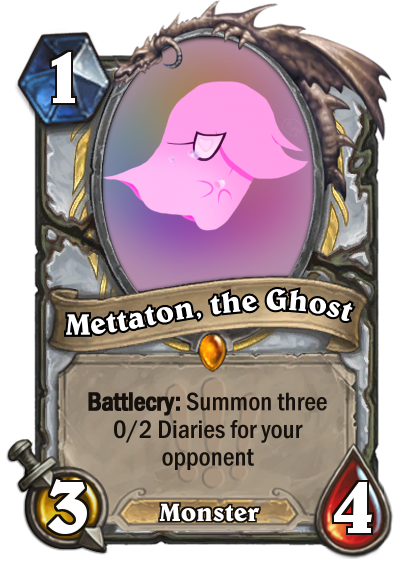 1
Mettaton, the Ghost
Battlecry: Summon three
0/2 Diaries for your
opponent
3
Monster
4